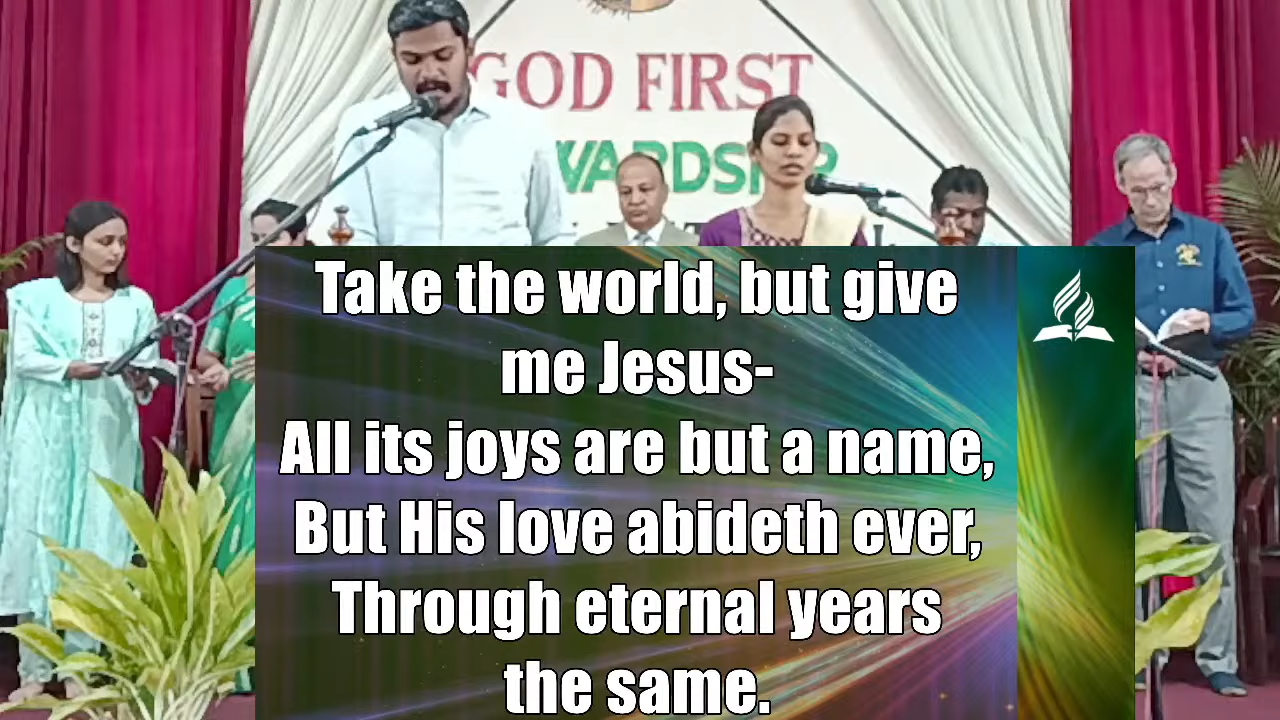 GOD FIRST
Take the world, but give
me Jesus-
All its joys are but a name,
But His love abideth ever,
Through eternal years
the same.